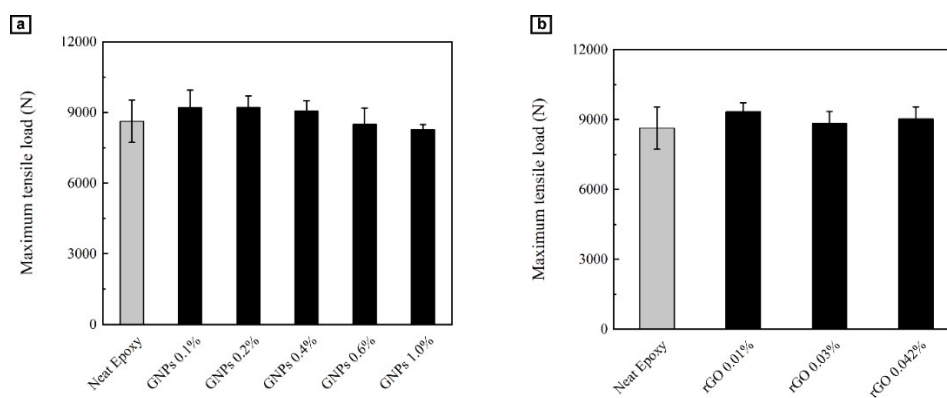 a
Maximum tensile load (N)
12000
9000
6000
3000
0
Neat Epoxy
GNPs 0.1%
GNPs 0.2%
GNPs 0.4%
GNPs 0.6%
GNPs 1.0%
b
Maximum tensile load (N)
12000
9000
6000
3000
0
Neat Epoxy
rGO 0.01%
rGO 0.03%
rGO 0.042%